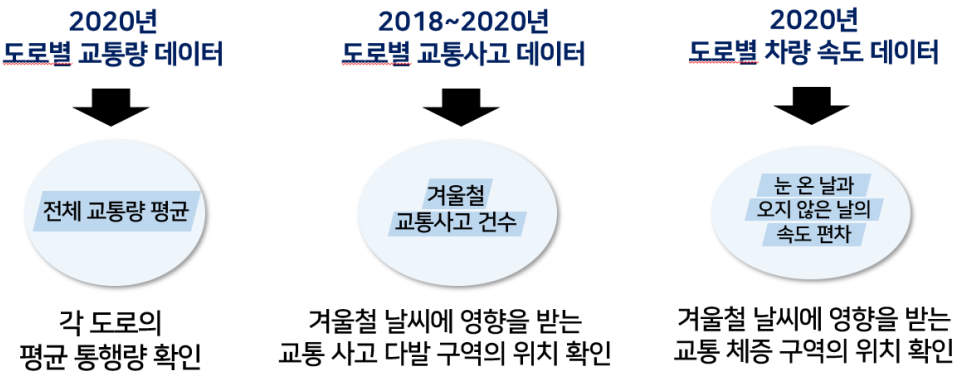 2020년
도로별 교통량 데이터
전체 교통량 평균
각 도로의
평균 통행량 확인
2018~2020년
도로별 교통사고 데이터
겨울철
교통사고 건수
겨울철 날씨에 영향을 받는
교통 사고 다발 구역의 위치 확인
2020년
도로별 차량 속도 데이터
눈 온 날과
오지 않은 날의
속도 편차
겨울철 날씨에 영향을 받는
교통 체증 구역의 위치 확인